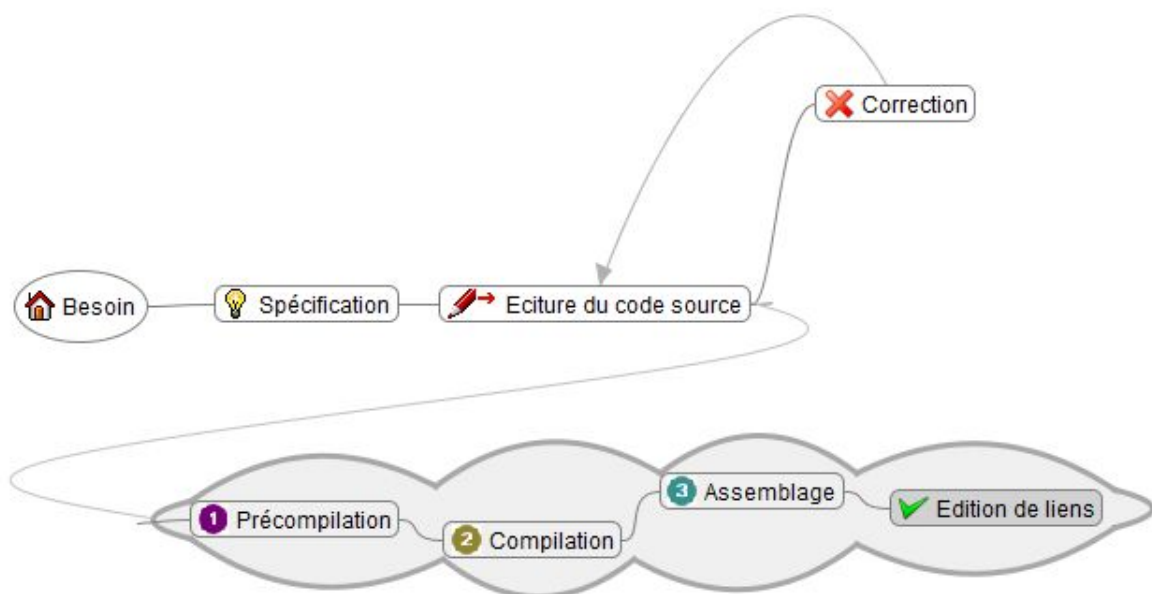 Correction
Besoin
Spécification
Eciture du code source
1 Précompilation
2 Compilation
3 Assemblage
Edition de liens